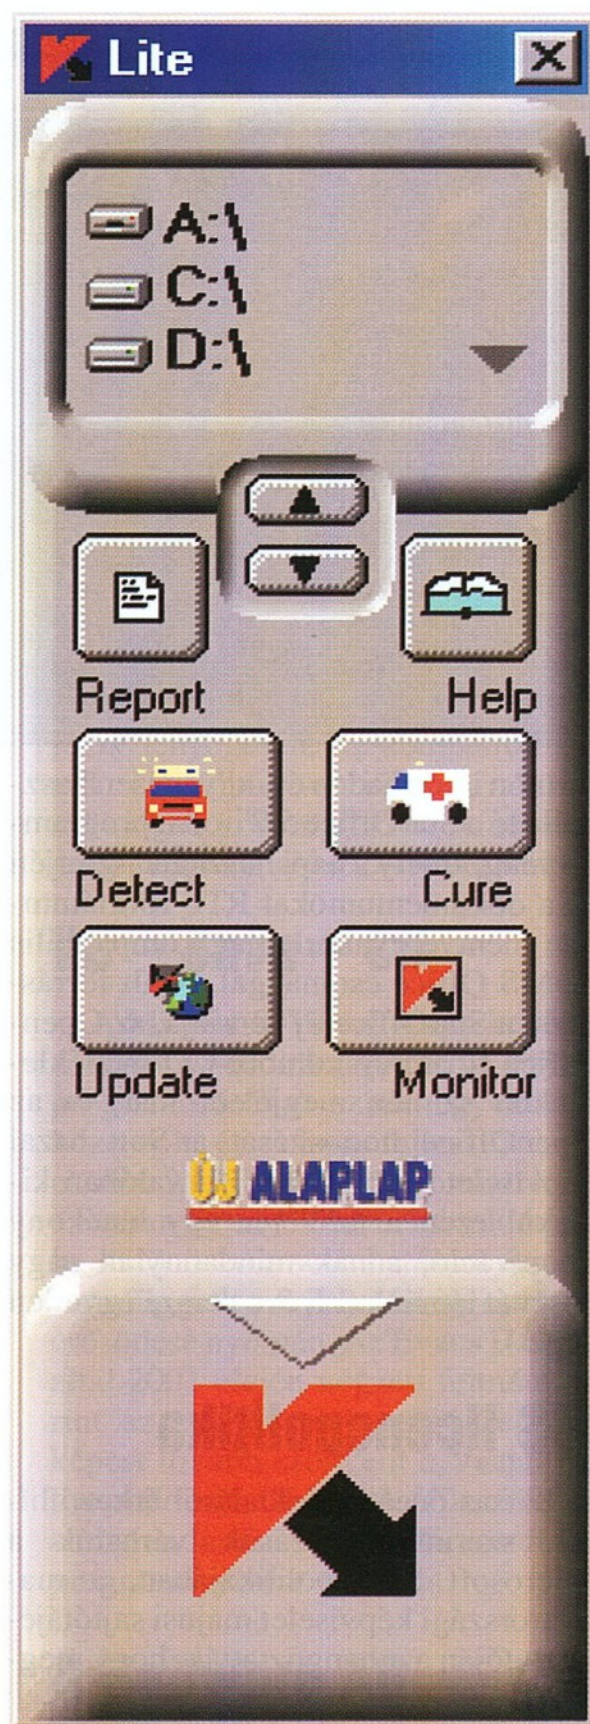 Lite
A:\
C:\
D:\
Report
Help
Detect
Cure
Update
Monitor
ÚJ ALAPLAP